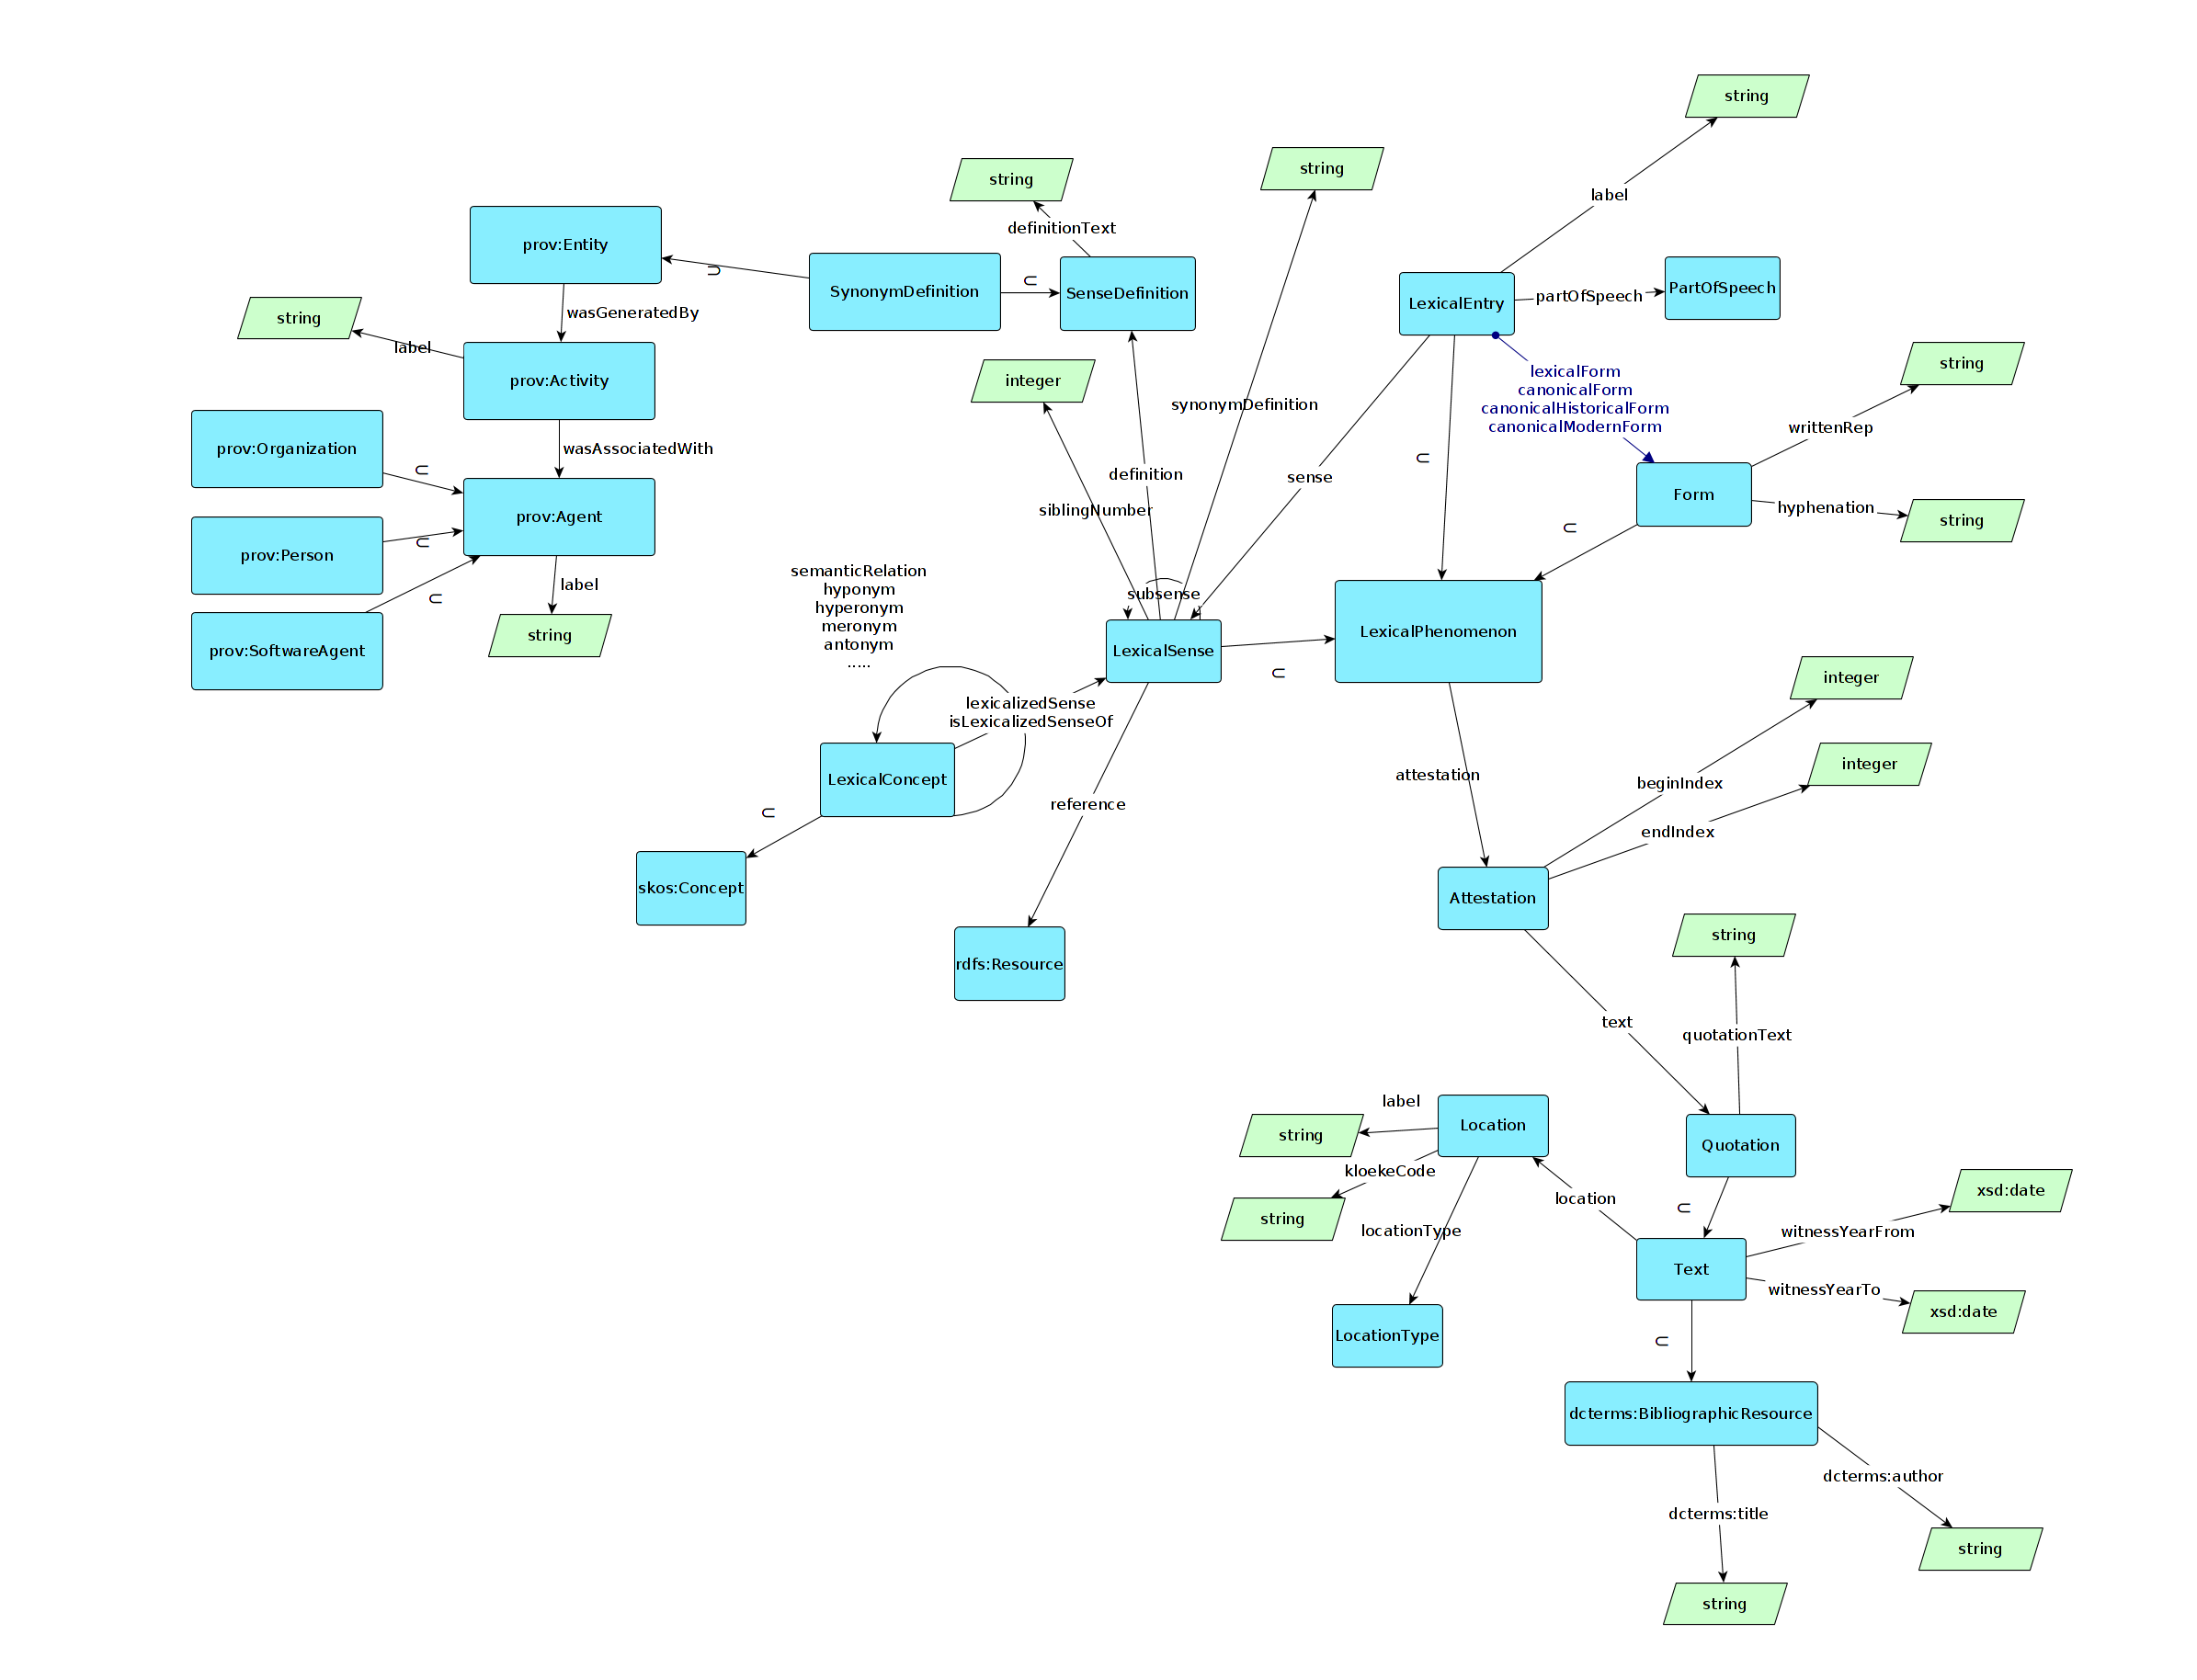 string
string
string
definitionText
label
prov:Entity
SynonymDefinition
⊂
⊂
SenseDefinition
LexicalEntry
partOfSpeech
PartOfSpeech
string
wasGeneratedBy
label
prov:Activity
integer
synonymDefinition
lexicalForm
canonicalForm
canonicalHistoricalForm
canonicalModernForm
string
writtenRep
prov:Organization
⊂
wasAssociatedWith
definition
sense
⊂
Form
hyphenation
string
prov:Agent
siblingNumber
⊂
prov:Person
⊂
label
semanticRelation
hyponym
hyperonym
meronym
antonym
.....
subsense
⊂
string
prov:SoftwareAgent
LexicalSense
LexicalPhenomenon
⊂
integer
lexicalizedSense
isLexicalizedSenseOf
LexicalConcept
attestation
beginIndex
integer
endIndex
reference
⊂
skos:Concept
Attestation
rdfs:Resource
string
text
quotationText
label
string
Location
Quotation
kloekeCode
string
location
⊂
xsd:date
locationType
witnessYearFrom
Text
witnessYearTo
xsd:date
LocationType
⊂
dcterms:BibliographicResource
dcterms:author
dcterms:title
string
string